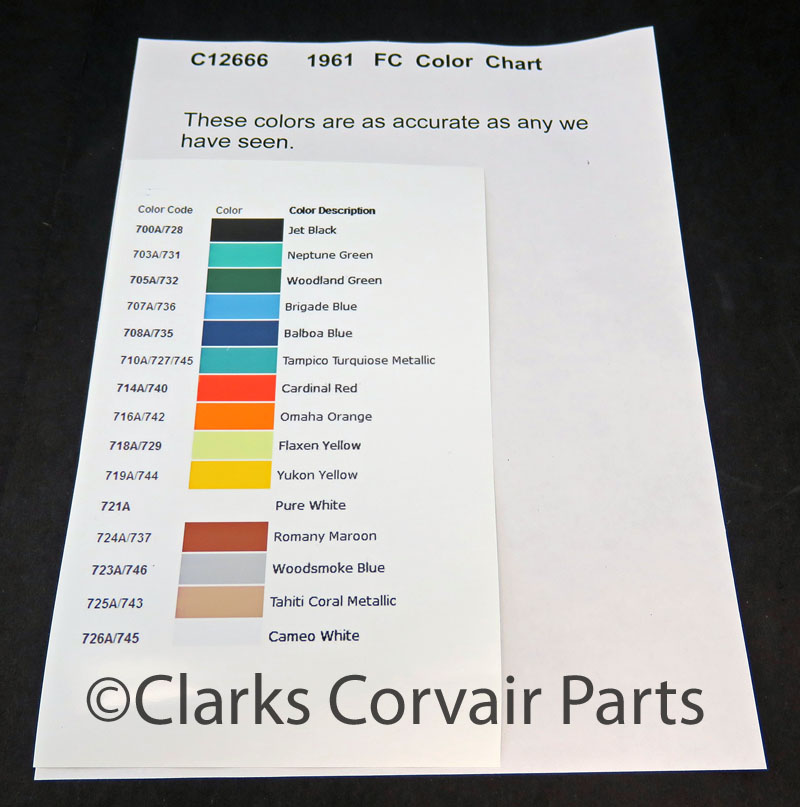 C12666 1961 FC Color Chart
These colors are as accurate as any we
have seen.
Color Code Color Color Description
700A/728 Jet Black
703A/731 Neptune Green
705A/732 Woodland Green
707A/736 Brigade Blue
708A/735 Balboa Blue
710A/727/745 Tampico Turquiose Metallic
714A/740 Cardinal Red
716A/742 Omaha Orange
718A/729 Flaxen Yellow
719A/744 Yukon Yellow
721A Pure White
724A/737 Romany Maroon
723A/746 Woodsmoke Blue
725A/743 Tahiti Coral Metallic
726A/745 Cameo White
©Clarks Corvair Parts